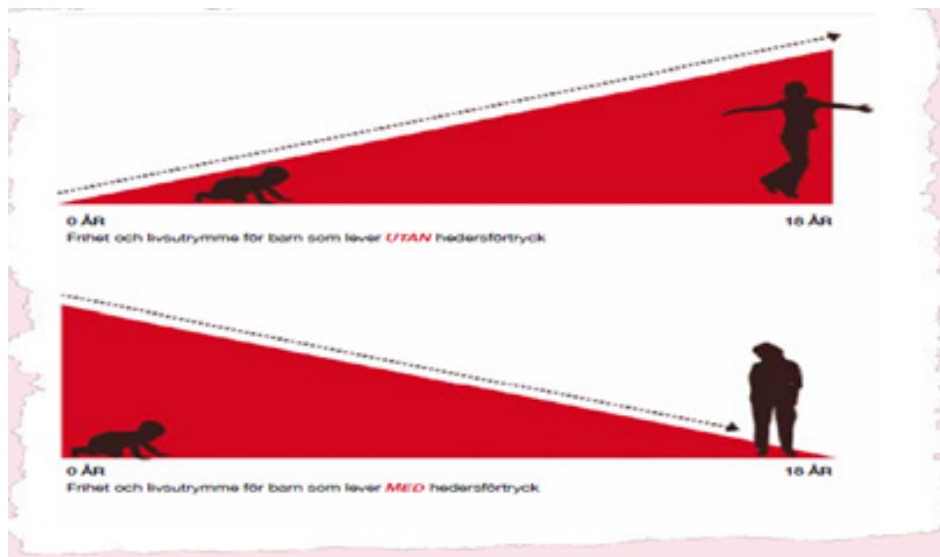 0 ÅR
18 ÅR
Frihet och livsutrymme för barn som lever UTAN hedersförtryck
0 ÅR
18 ÅR
Frihet och livsutrymme för barn som lever MED hedersförtryck